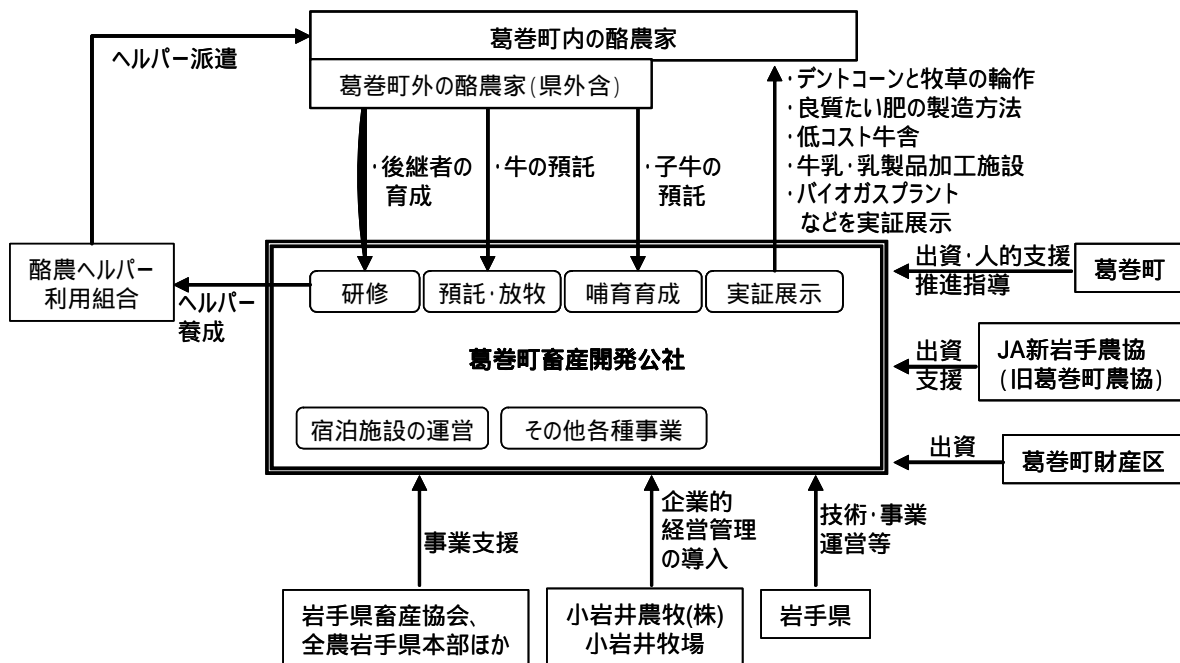 葛巻町内の酪農家
ヘルパー派遣
葛巻町外の酪農家(県外含)
・デントコーンと牧草の輪作
・良質たい肥の製造方法
・低コスト牛舎
・牛乳・乳製品加工施設
・バイオガスプラント
などを実証展示
・後継者の
育成
・牛の預託
・子牛の
預託
酪農ヘルパー
利用組合
ヘルパー
養成
研修
預託・放牧
哺育育成
実証展示
出資・人的支援
推進指導
葛巻町
葛巻町畜産開発公社
出資
支援
JA新岩手農協
(旧葛巻町農協)
宿泊施設の運営
その他各種事業
出資
葛巻町財産区
事業支援
企業的
経営管理
の導入
技術・事業
運営等
岩手県畜産協会、
全農岩手県本部ほか
小岩井農牧(株)
小岩井牧場
岩手県